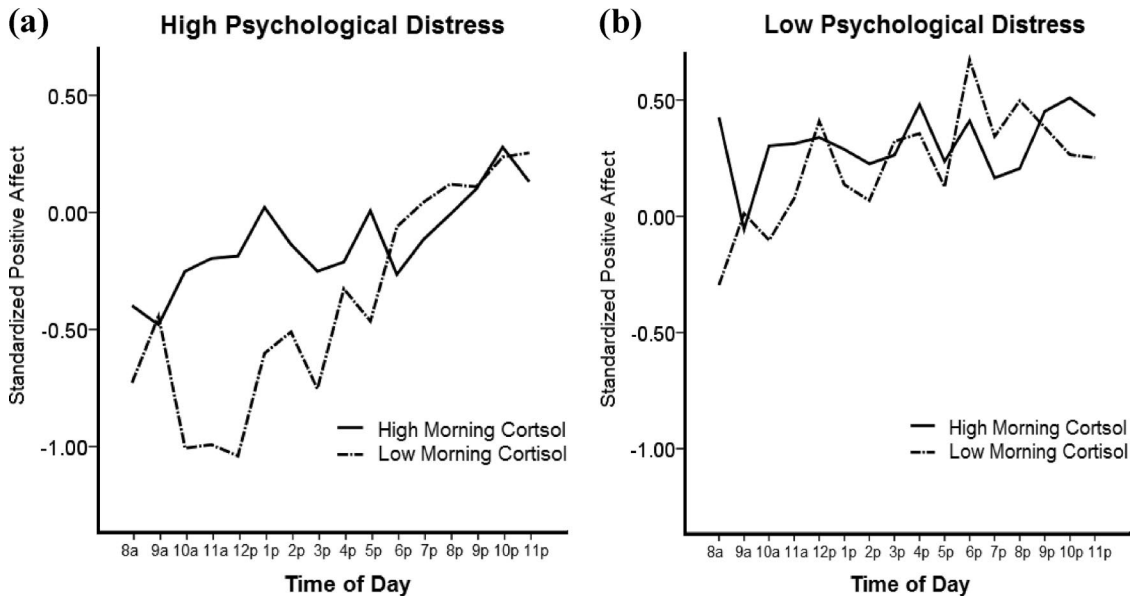 (a)
High Psychological Distress
Standardized Positive Affect
0.50
0.00
-0.50
-1.00
High Morning Cortsol
Low Morning Cortisol
8a 9a 10a 11a 12p 1p 2p 3p 4p 5p 6p 7p 8p 9p 10p 11p
Time of Day
(b)
Low Psychological Distress
Standardized Positive Affect
0.50
0.00
-0.50
-1.00
High Morning Cortsol
Low Morning Cortisol
8a 9a 10a 11a 12p 1p 2p 3p 4p 5p 6p 7p 8p 9p 10p 11p
Time of Day